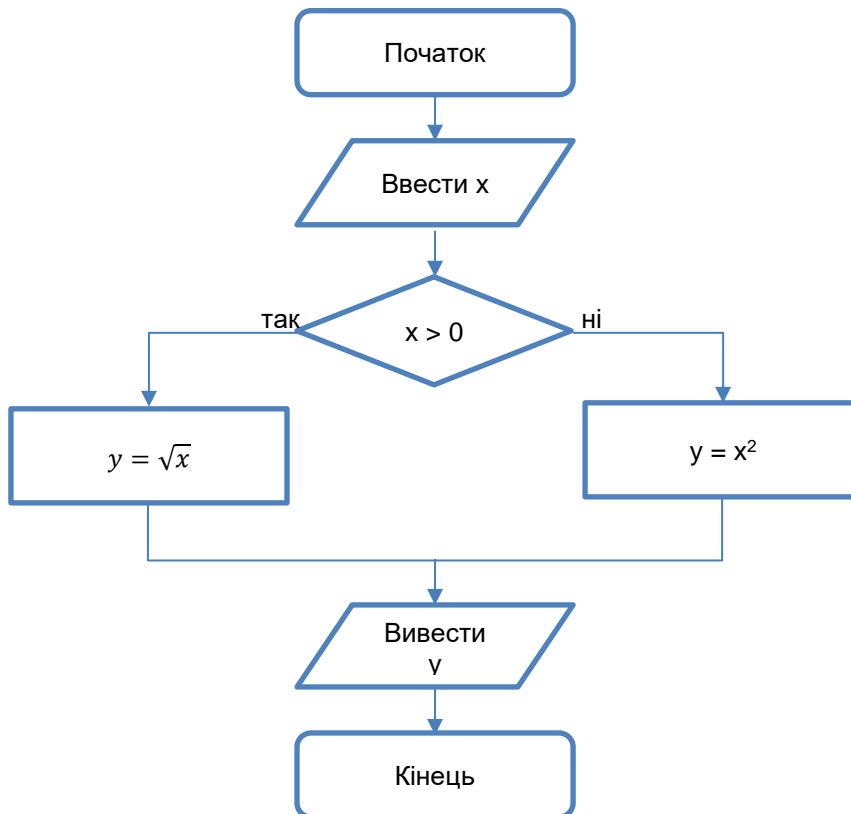 Початок
Ввести x
так
x > 0
ні
y = √x
y = x²
Вивести
y
Кінець